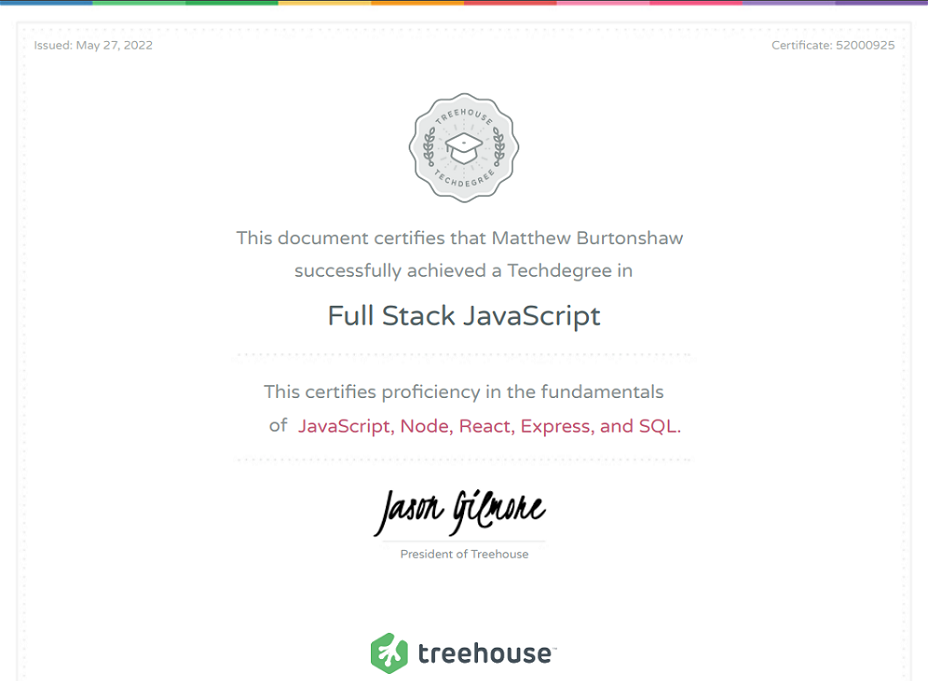 Issued: May 27, 2022
Certificate: 52000925
TREEHOUSE
TECHDEGREE
This document certifies that Matthew Burtonshaw
successfully achieved a Techdegree in
Full Stack JavaScript
This certifies proficiency in the fundamentals
of JavaScript, Node, React, Express, and SQL.
Jason Gilmore
President of Treehouse
treehouse™